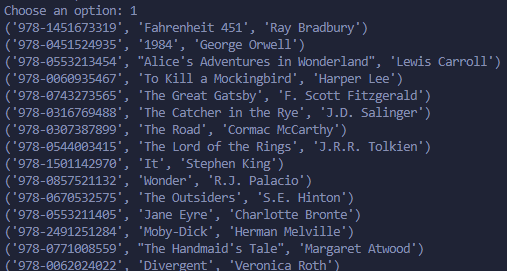 Choose an option: 1
('978-1451673319', 'Fahrenheit 451', 'Ray Bradbury')
('978-0451524935', '1984', 'George Orwell')
('978-0553213454', "Alice's Adventures in Wonderland", 'Lewis Carroll')
('978-0060935467', 'To Kill a Mockingbird', 'Harper Lee')
('978-0743273565', 'The Great Gatsby', 'F. Scott Fitzgerald')
('978-0316769488', 'The Catcher in the Rye', 'J.D. Salinger')
('978-0307387899', 'The Road', 'Cormac McCarthy')
('978-0544003415', 'The Lord of the Rings', 'J.R.R. Tolkien')
('978-1501142970', 'It', 'Stephen King')
('978-0857521132', 'Wonder', 'R.J. Palacio')
('978-0670532575', 'The Outsiders', 'S.E. Hinton')
('978-0553211405', 'Jane Eyre', 'Charlotte Bronte')
('978-2491251284', 'Moby-Dick', 'Herman Melville')
('978-0771008559', "The Handmaid's Tale", 'Margaret Atwood')
('978-0062024022', 'Divergent', 'Veronica Roth')